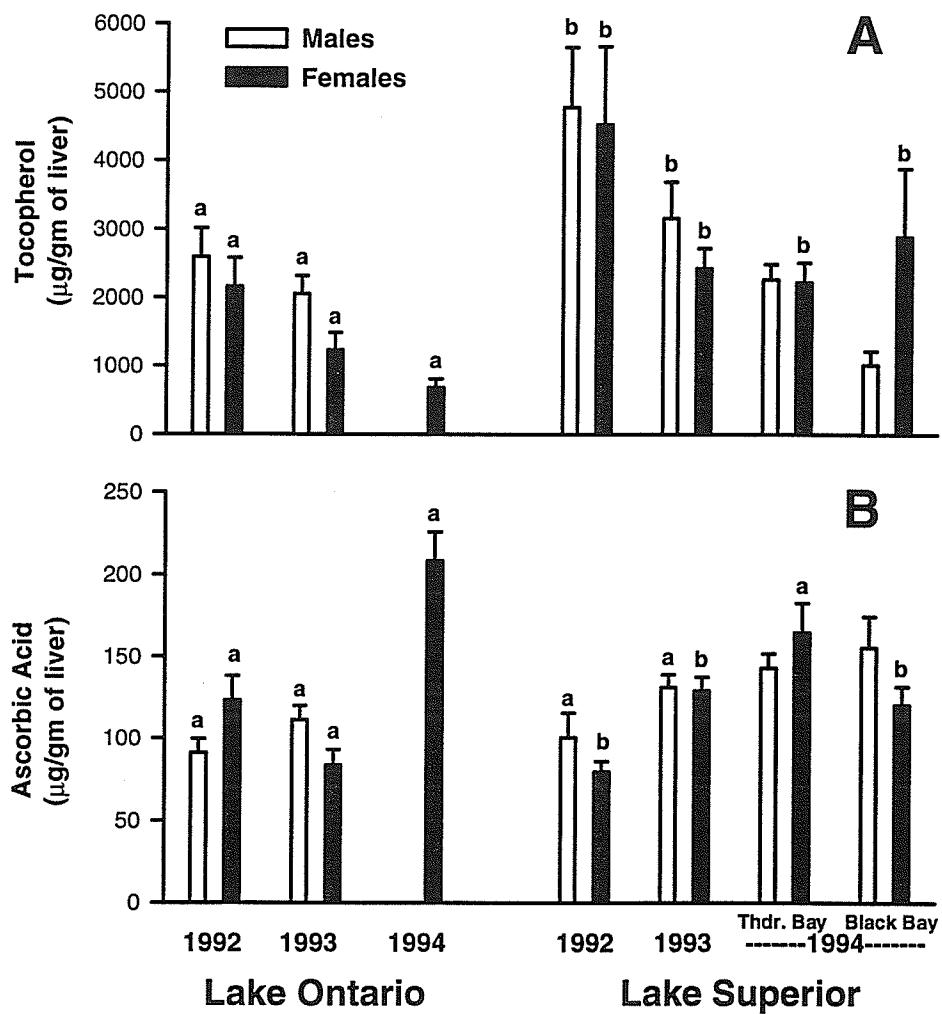 A
Males
Females
Tocopherol
(µg/gm of liver)
6000
5000
4000
3000
2000
1000
0
a
a
a
a
a
b
b
b
b
b
b
B
Ascorbic Acid
(µg/gm of liver)
250
200
150
100
50
0
a
a
a
a
a
a
b
a
b
a
b
Thdr. Bay Black Bay
1992 1993 1994 1992 1993 -------1994-------
Lake Ontario Lake Superior